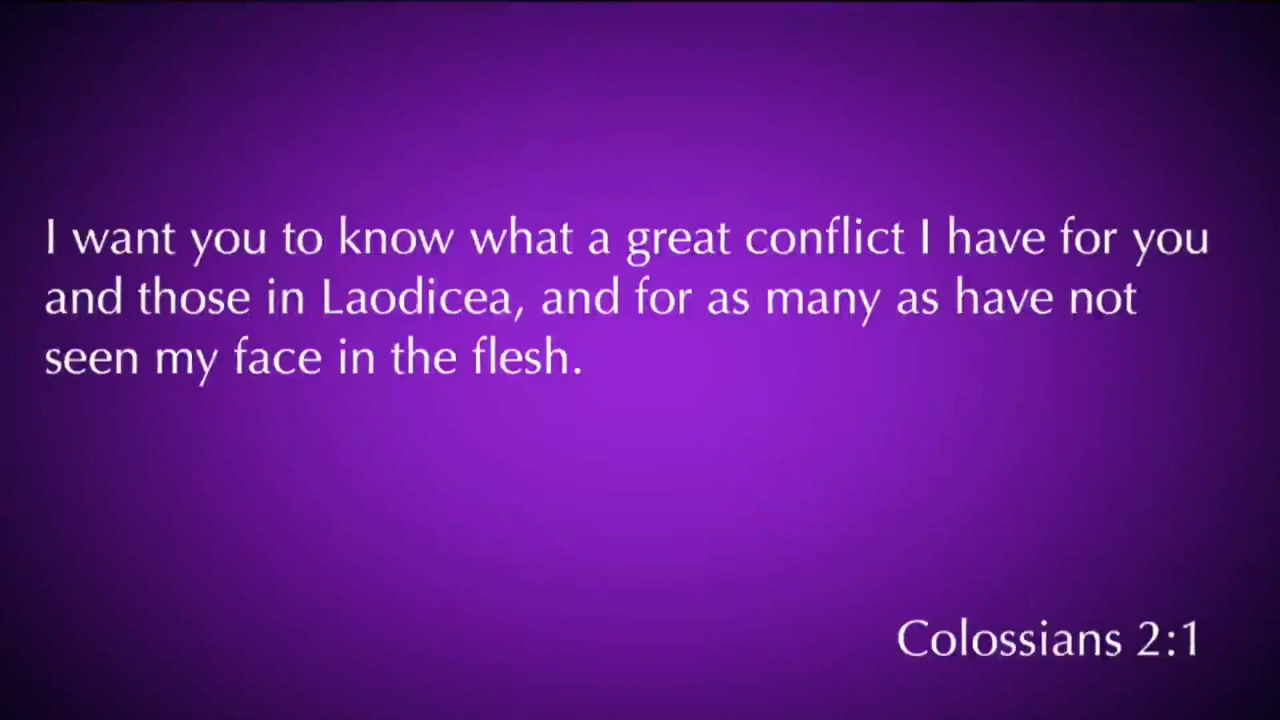 I want you to know what a great conflict I have for you
and those in Laodicea, and for as many as have not
seen my face in the flesh.
Colossians 2:1